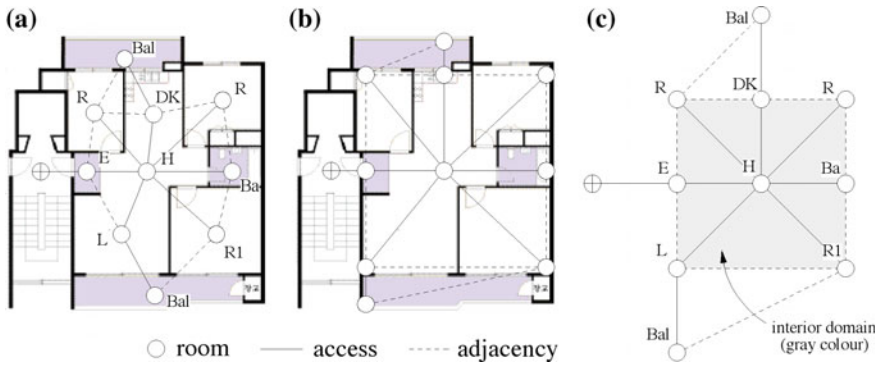 (a)
Bal
R
DK
R
E
H
Ba
L
R1
Bal
(b)
(c)
Bal
R
DK
R
E
H
Ba
L
R1
Bal
interior domain
(gray colour)
room
access
adjacency